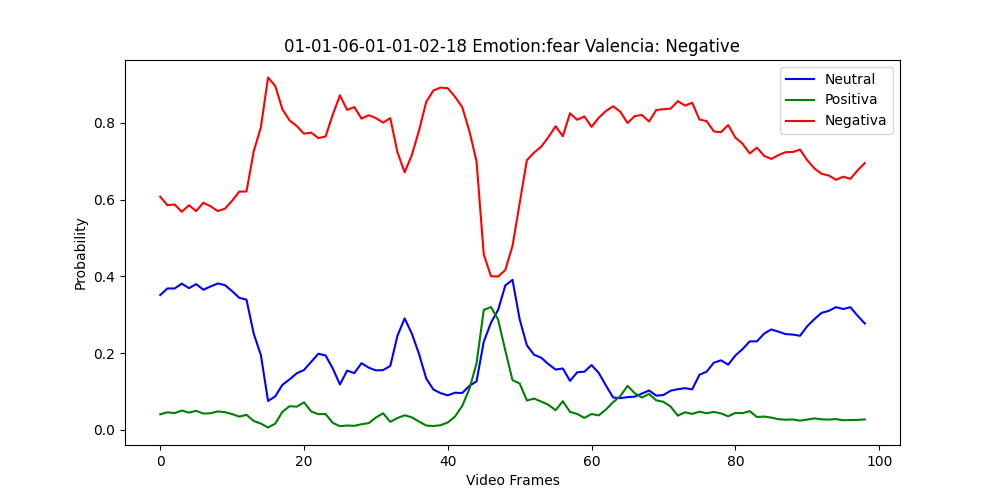 01-01-06-01-01-02-18 Emotion:fear Valencia: Negative
Neutral
Positiva
Negativa
Probability
0.8
0.6
0.4
0.2
0.0
0 20 40 60 80 100
Video Frames